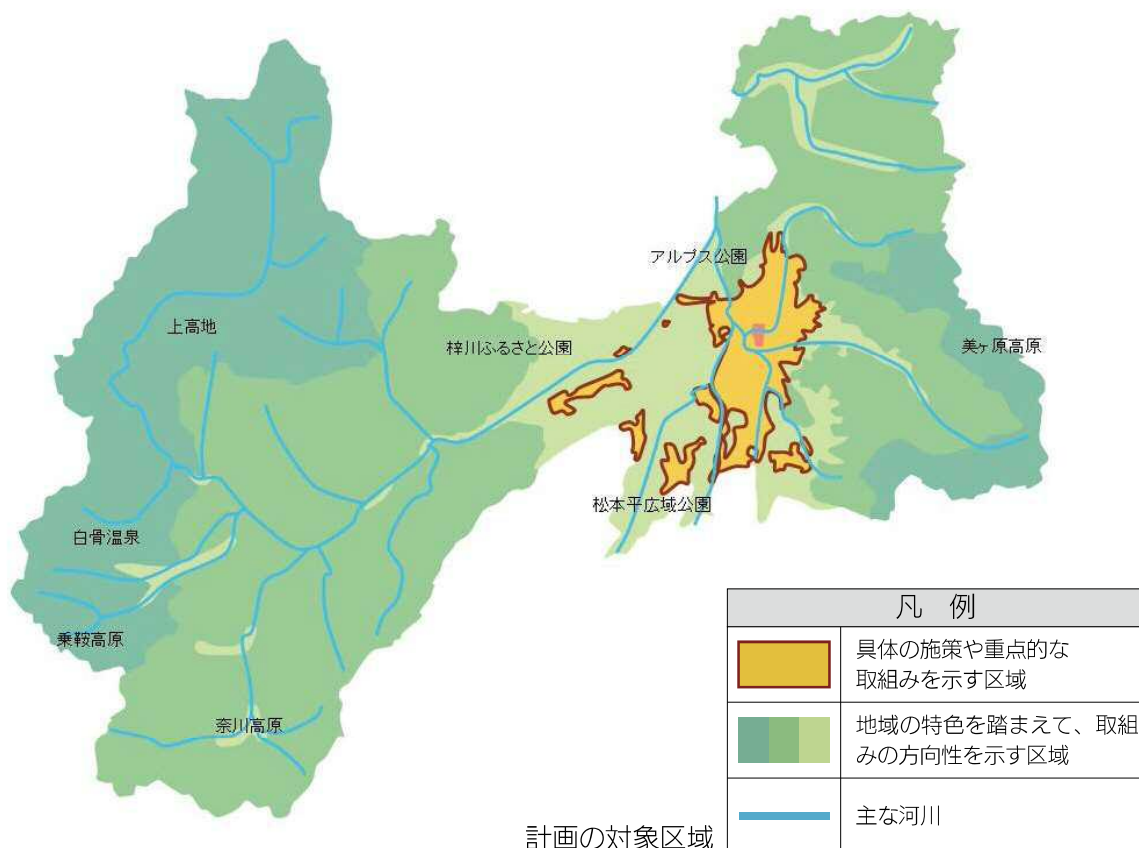 アルプス公園
上高地
梓川ふるさと公園
美ヶ原高原
松本平広域公園
白骨温泉
乗鞍高原
奈川高原
凡 例
具体の施策や重点的な
取組みを示す区域
地域の特色を踏まえて、取組
みの方向性を示す区域
主な河川
計画の対象区域